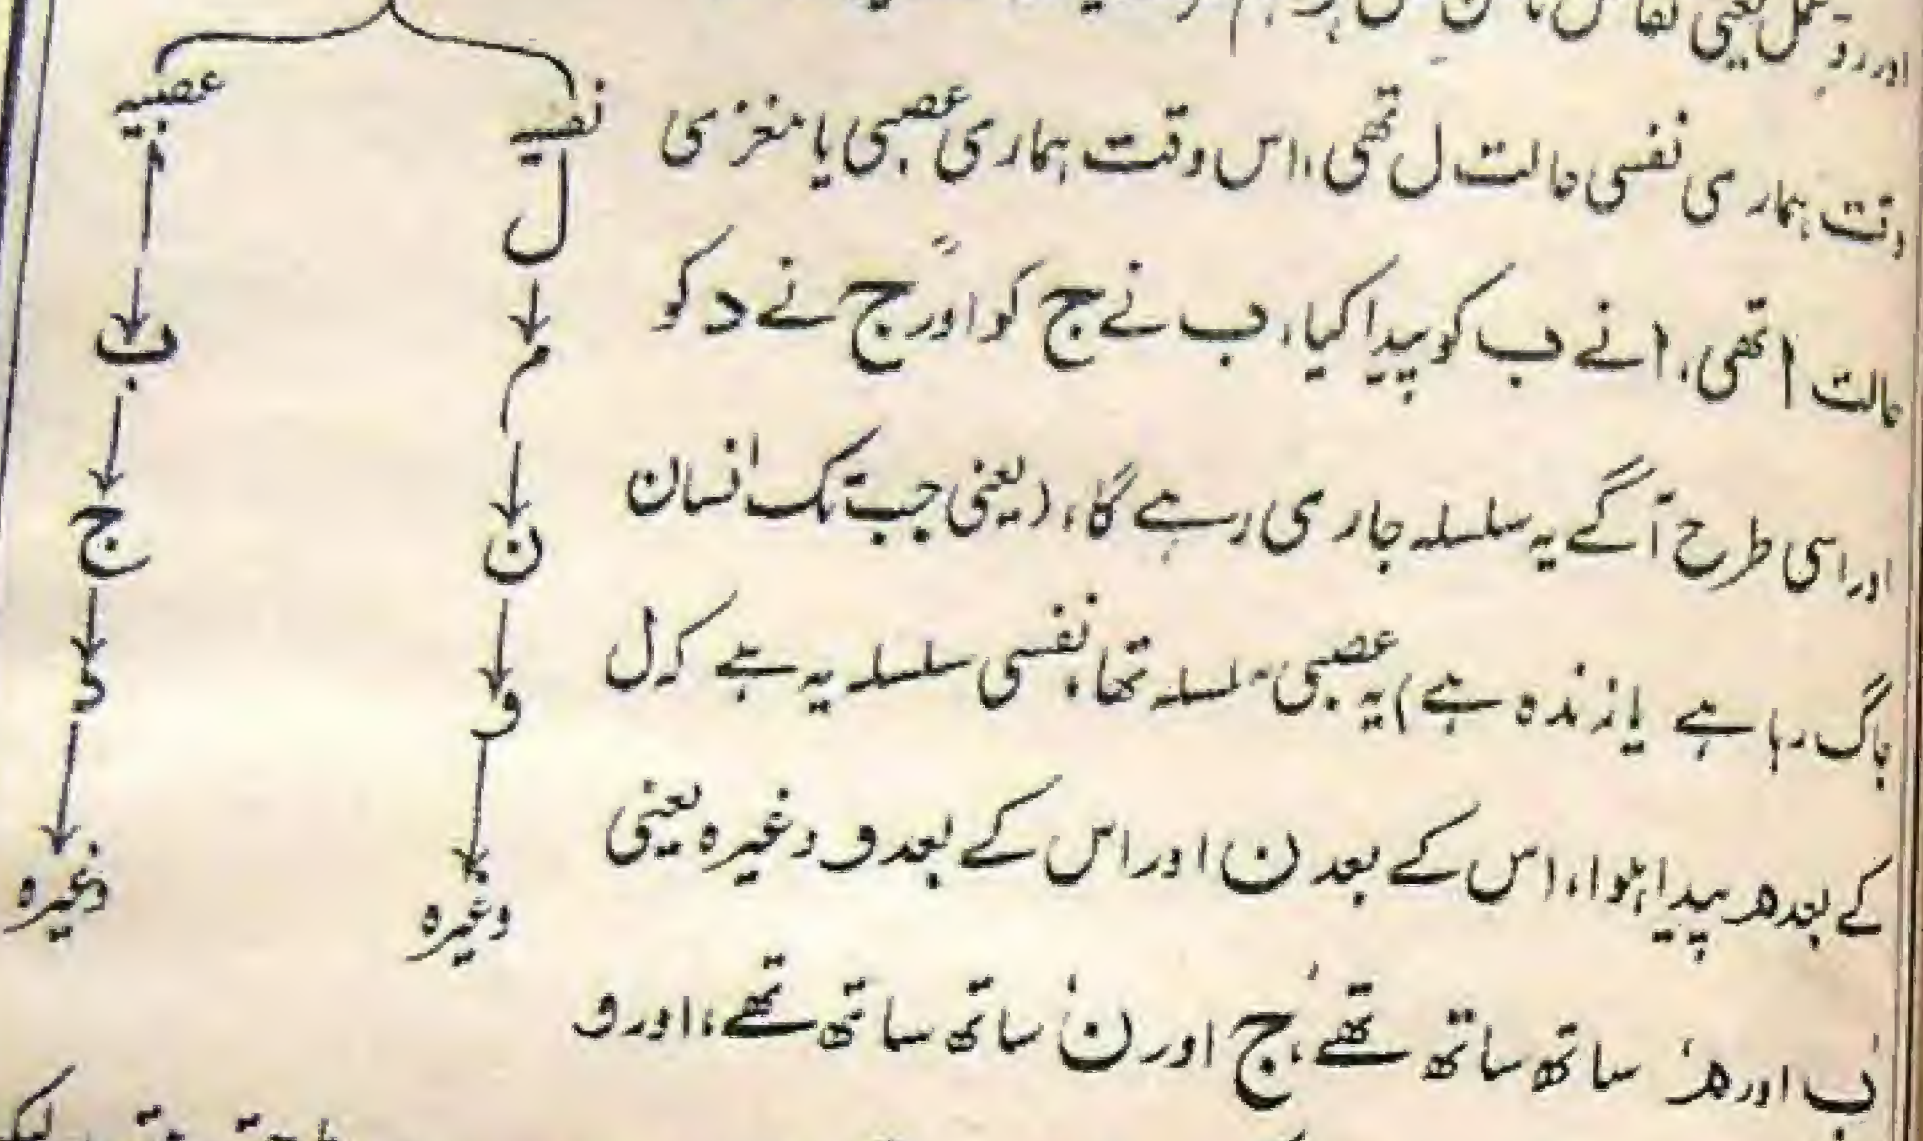 وقت ہماری نفسی حالت ل تھی، اس وقت ہماری عصبی یا مغزی
حالت ا تھی، ا نے ب کو پیدا کیا، ب نے ج کو اور ج نے د کو
اور اسی طرح آگے یہ سلسلہ جاری رہے گا، (یعنی جب تک انسان
جاگ رہا ہے یا زندہ ہے) یہ عصبی سلسلہ تھا، نفسی سلسلہ یہ ہے کہ ل
کے بعد ھر پیدا ہوا، اس کے بعد ن اور اس کے بعد و وغیرہ یعنی
ب اور ھر ساتھ ساتھ تھے، ج اور ن ساتھ ساتھ تھے، اور و
نفسیہ
ل
م
ن
و
وغیرہ
عصبیہ
ا
ب
ج
د
وغیرہ